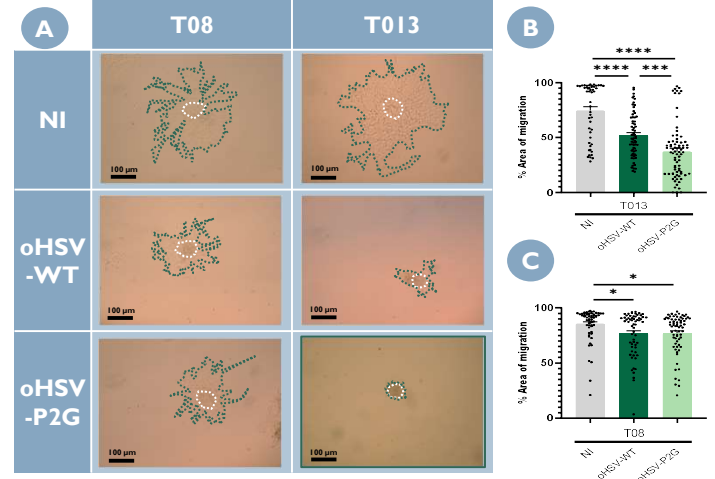 A
T08
T013
NI
100 µm
100 µm
oHSV
-WT
100 µm
100 µm
oHSV
-P2G
100 µm
100 µm
B
****
**** ***
% Area of migration
100
50
0
T013
NI
oHSV-WT
oHSV-P2G
C
*
*
% Area of migration
100
50
0
T08
NI
oHSV-WT
oHSV-P2G